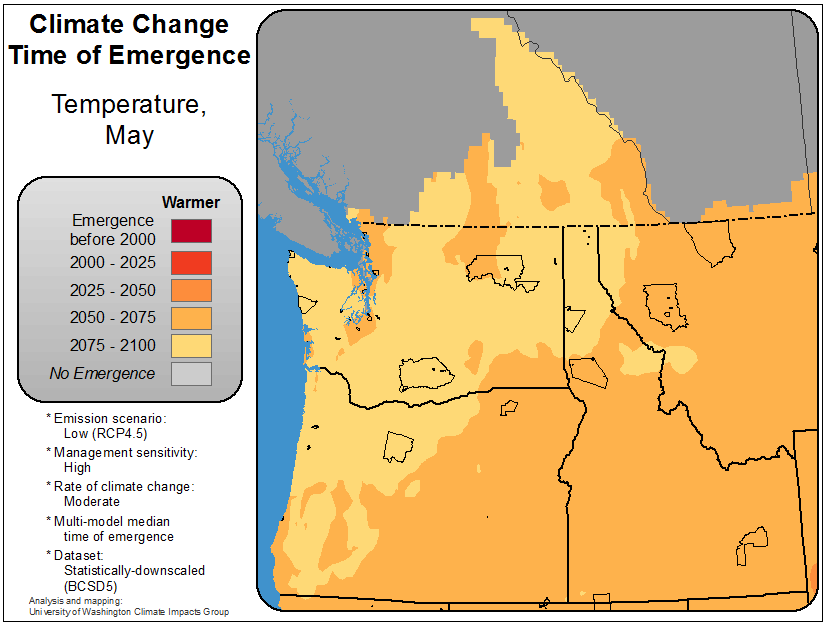 Climate Change
Time of Emergence
Temperature,
May
Warmer
Emergence
before 2000
2000 - 2025
2025 - 2050
2050 - 2075
2075 - 2100
No Emergence
* Emission scenario:
Low (RCP4.5)
* Management sensitivity:
High
* Rate of climate change:
Moderate
* Multi-model median
time of emergence
* Dataset:
Statistically-downscaled
(BCSD5)
Analysis and mapping:
University of Washington Climate Impacts Group